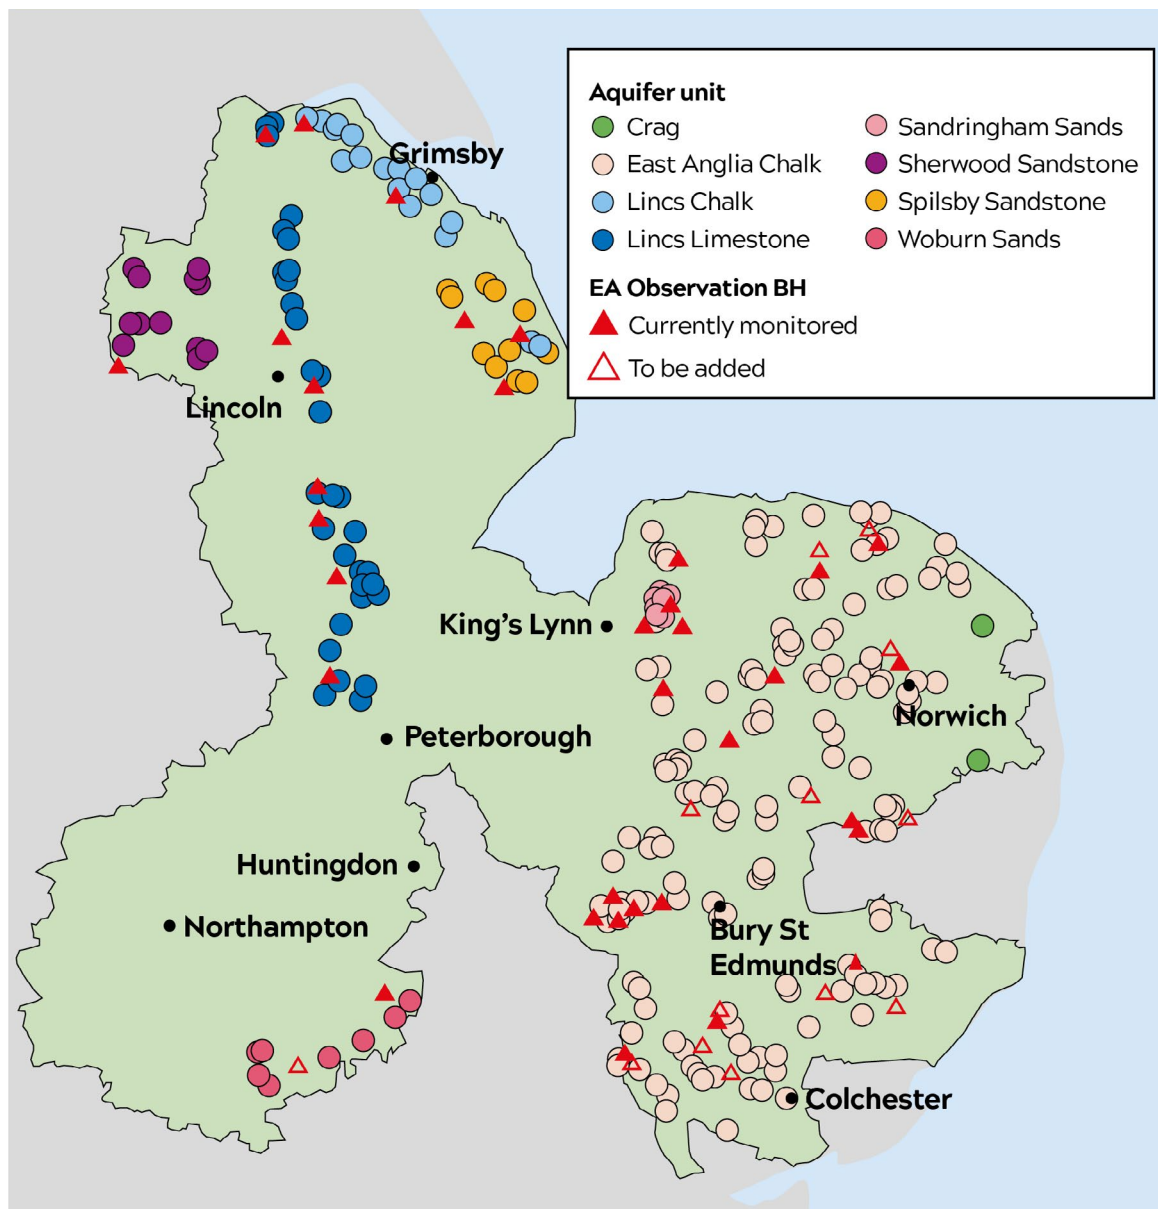 Aquifer unit
Crag
East Anglia Chalk
Lincs Chalk
Lincs Limestone
Sandringham Sands
Sherwood Sandstone
Spilsby Sandstone
Woburn Sands
EA Observation BH
Currently monitored
To be added
Grimsby
Lincoln
King's Lynn
Norwich
Peterborough
Huntingdon
Northampton
Bury St
Edmunds
Colchester